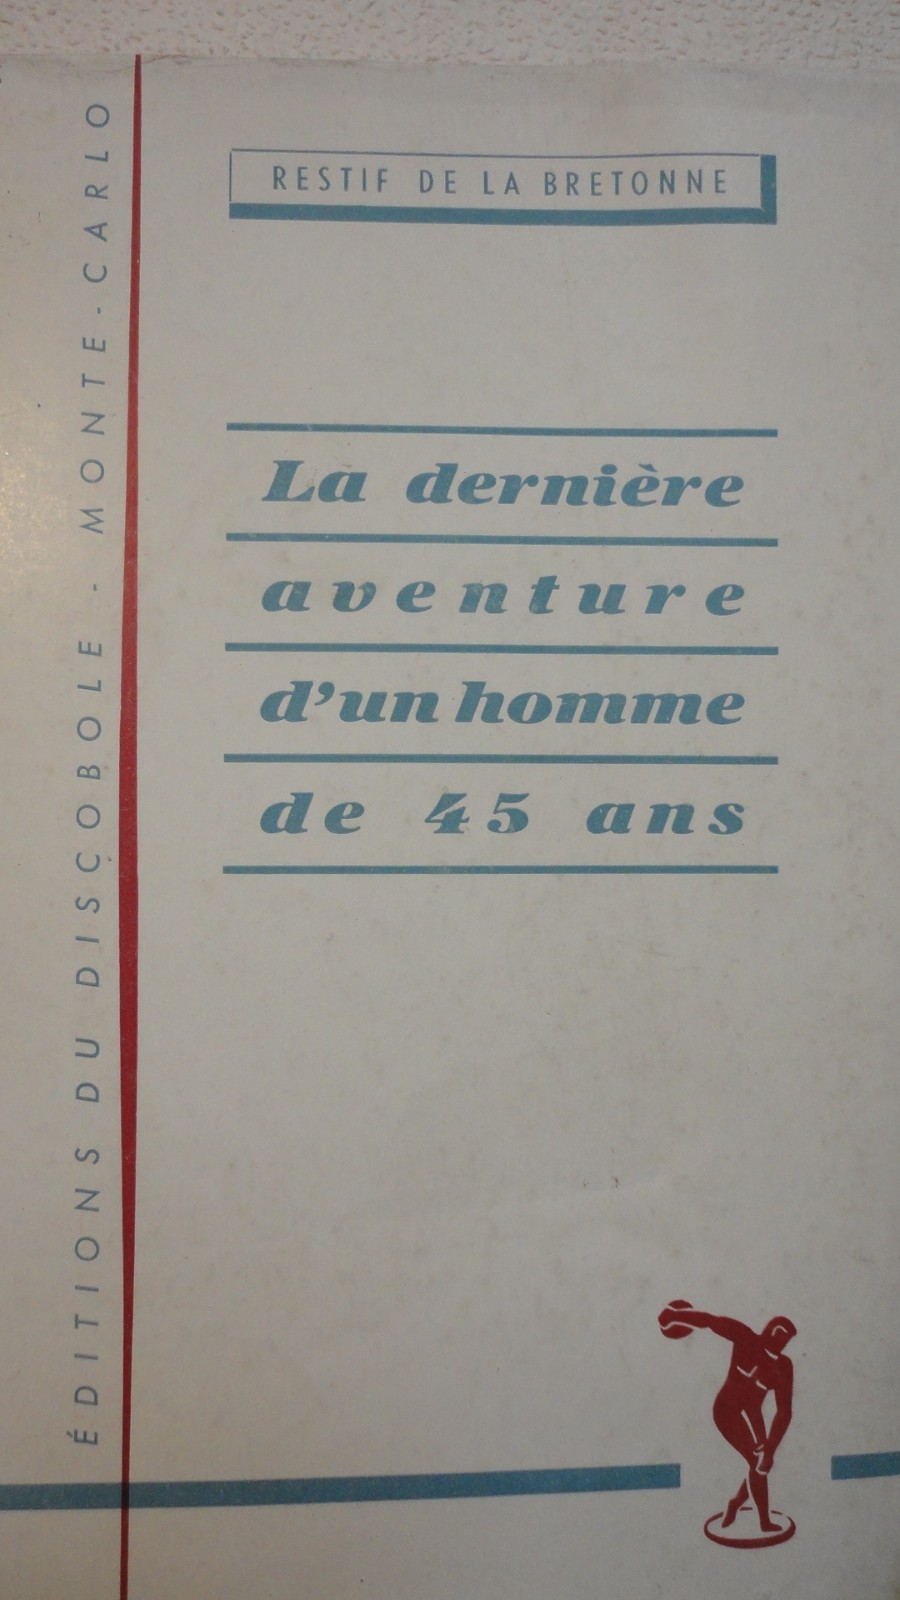 RESTIF DE LA BRETONNE
La dernière
aventure
d'un homme
de 45 ans
ÉDITIONS DU DISCOBOLE - MONTE-CARLO